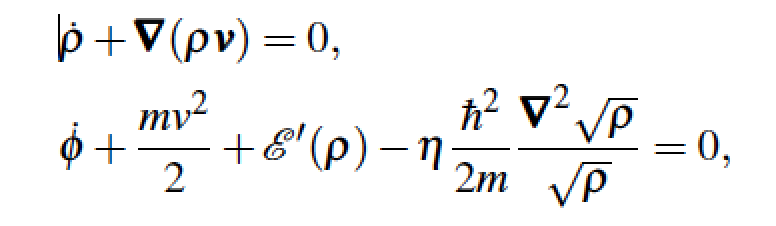 ρ̇ + ∇(ρv) = 0,
ϕ̇ + mv²/2 + ℰ′(ρ) − η ħ²/2m ∇²√ρ/√ρ = 0,